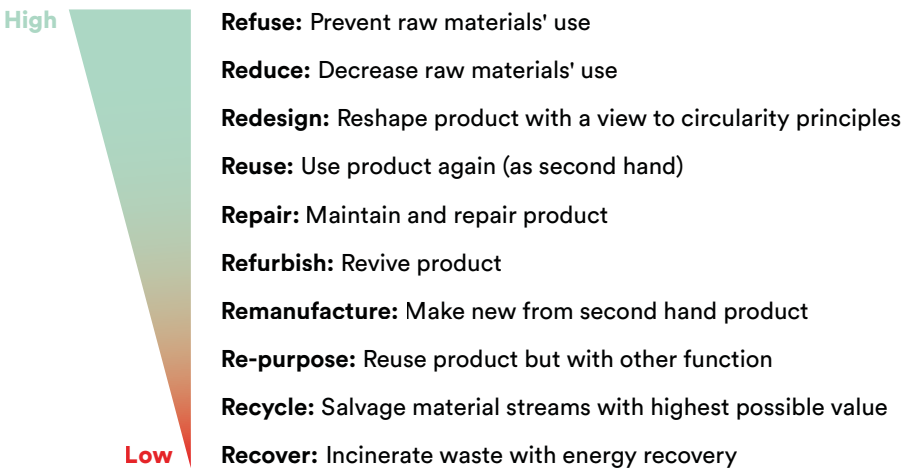 High
Refuse: Prevent raw materials' use
Reduce: Decrease raw materials' use
Redesign: Reshape product with a view to circularity principles
Reuse: Use product again (as second hand)
Repair: Maintain and repair product
Refurbish: Revive product
Remanufacture: Make new from second hand product
Re-purpose: Reuse product but with other function
Recycle: Salvage material streams with highest possible value
Low
Recover: Incinerate waste with energy recovery